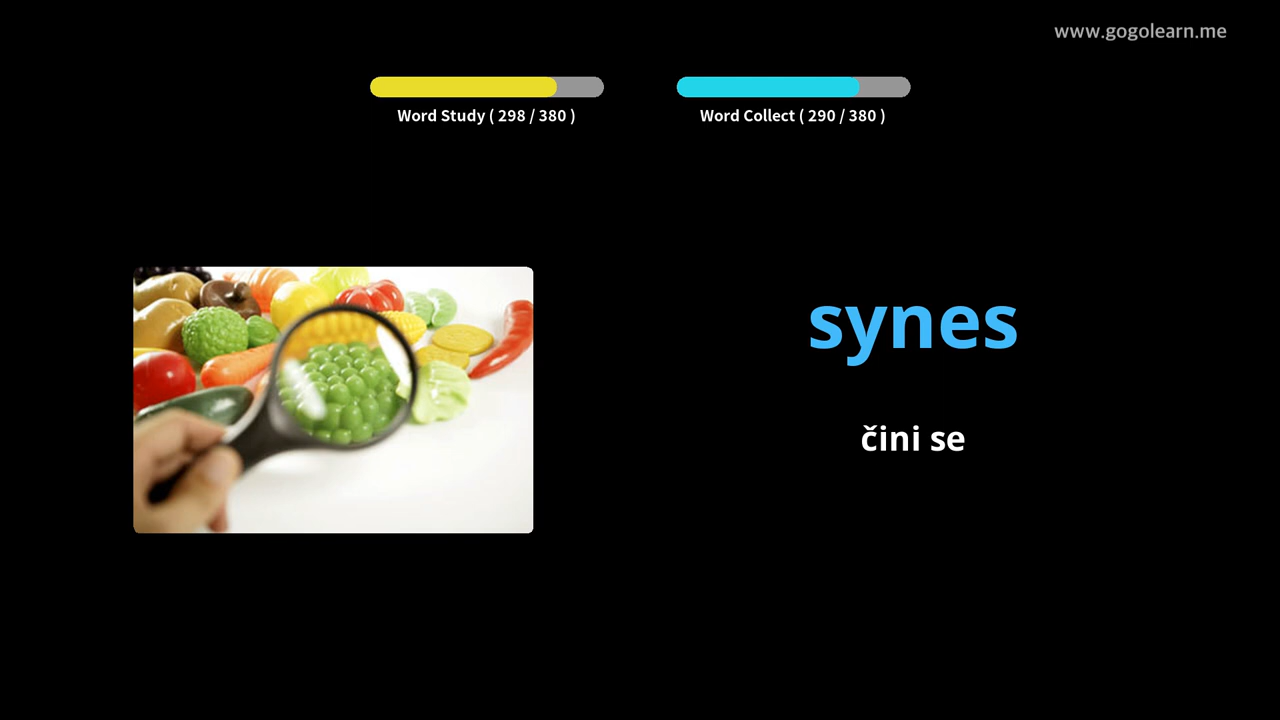 www.gogolearn.me
Word Study ( 298 / 380 )
Word Collect ( 290 / 380 )
synes
čini se